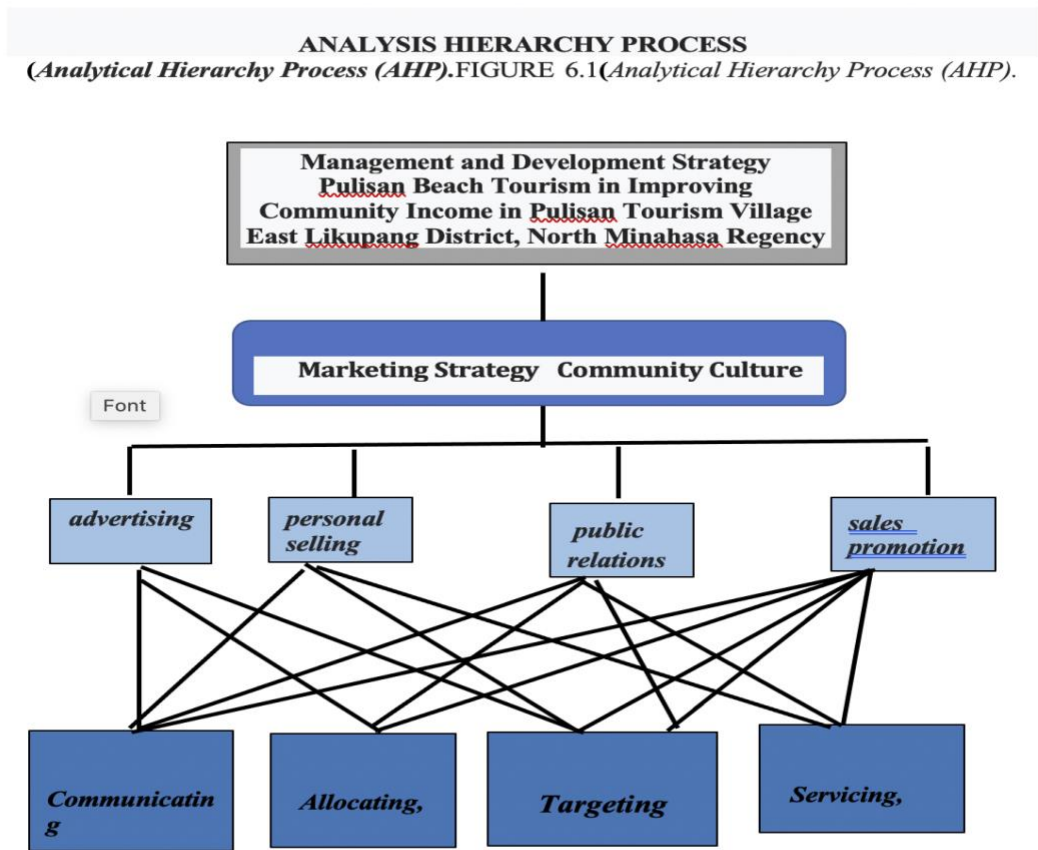 ANALYSIS HIERARCHY PROCESS
(Analytical Hierarchy Process (AHP).FIGURE 6.1(Analytical Hierarchy Process (AHP).
Management and Development Strategy
Pulisan Beach Tourism in Improving
Community Income in Pulisan Tourism Village
East Likupang District, North Minahasa Regency
Marketing Strategy Community Culture
Font
advertising
personal
selling
public
relations
sales
promotion
Communicatin
g
Allocating,
Targeting
Servicing,